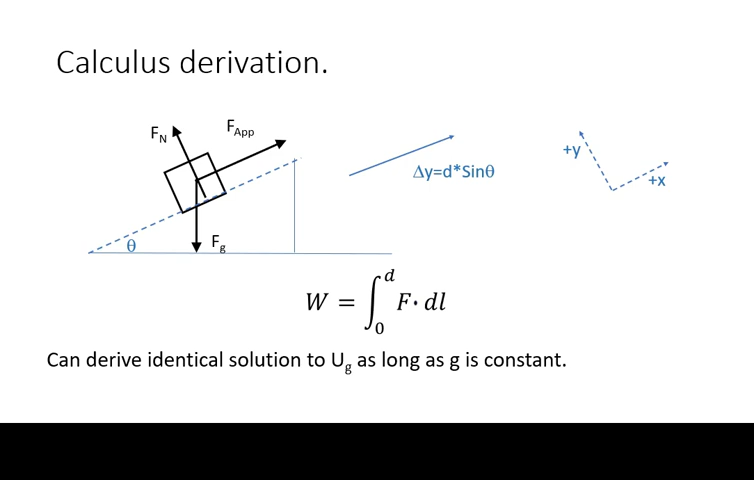 Calculus derivation.
F_N
F_App
+y
Δy=d*Sinθ
+x
θ
F_g
W = ∫₀ᵈ F· dl
Can derive identical solution to U_g as long as g is constant.